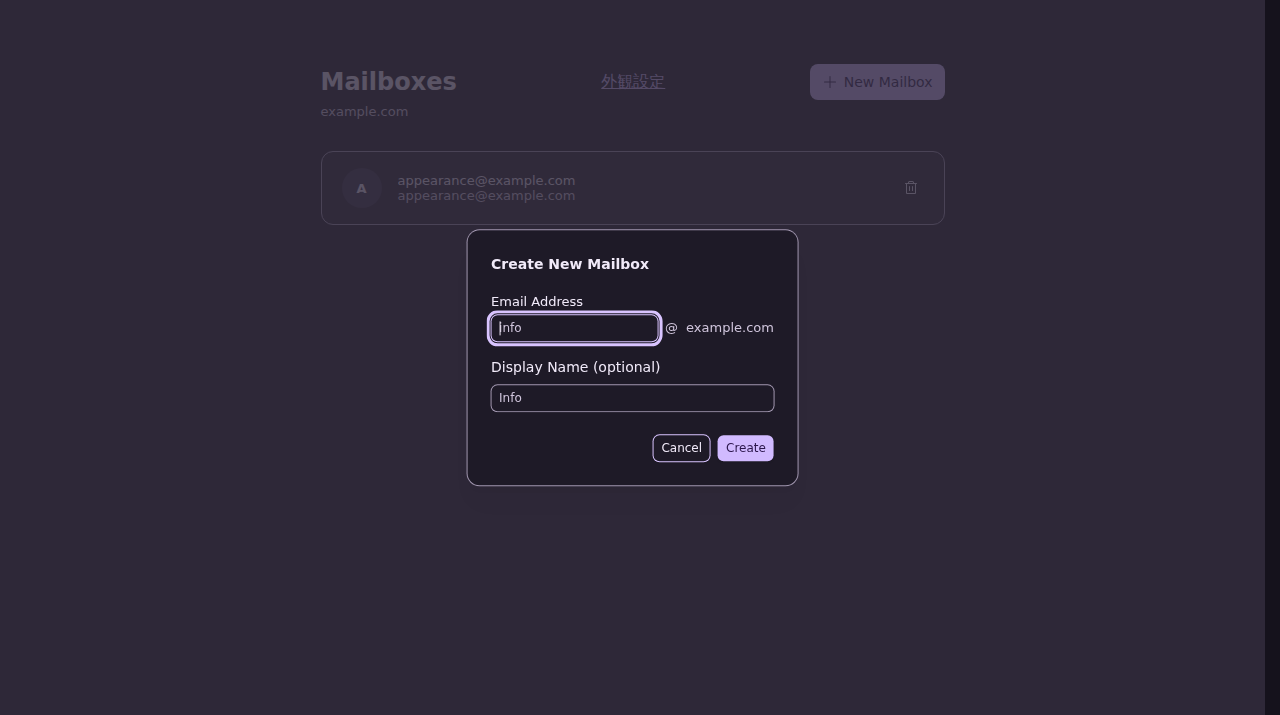 Mailboxes
外観設定
New Mailbox
example.com
A
appearance@example.com
appearance@example.com
Create New Mailbox
Email Address
info
@ example.com
Display Name (optional)
Info
Cancel
Create